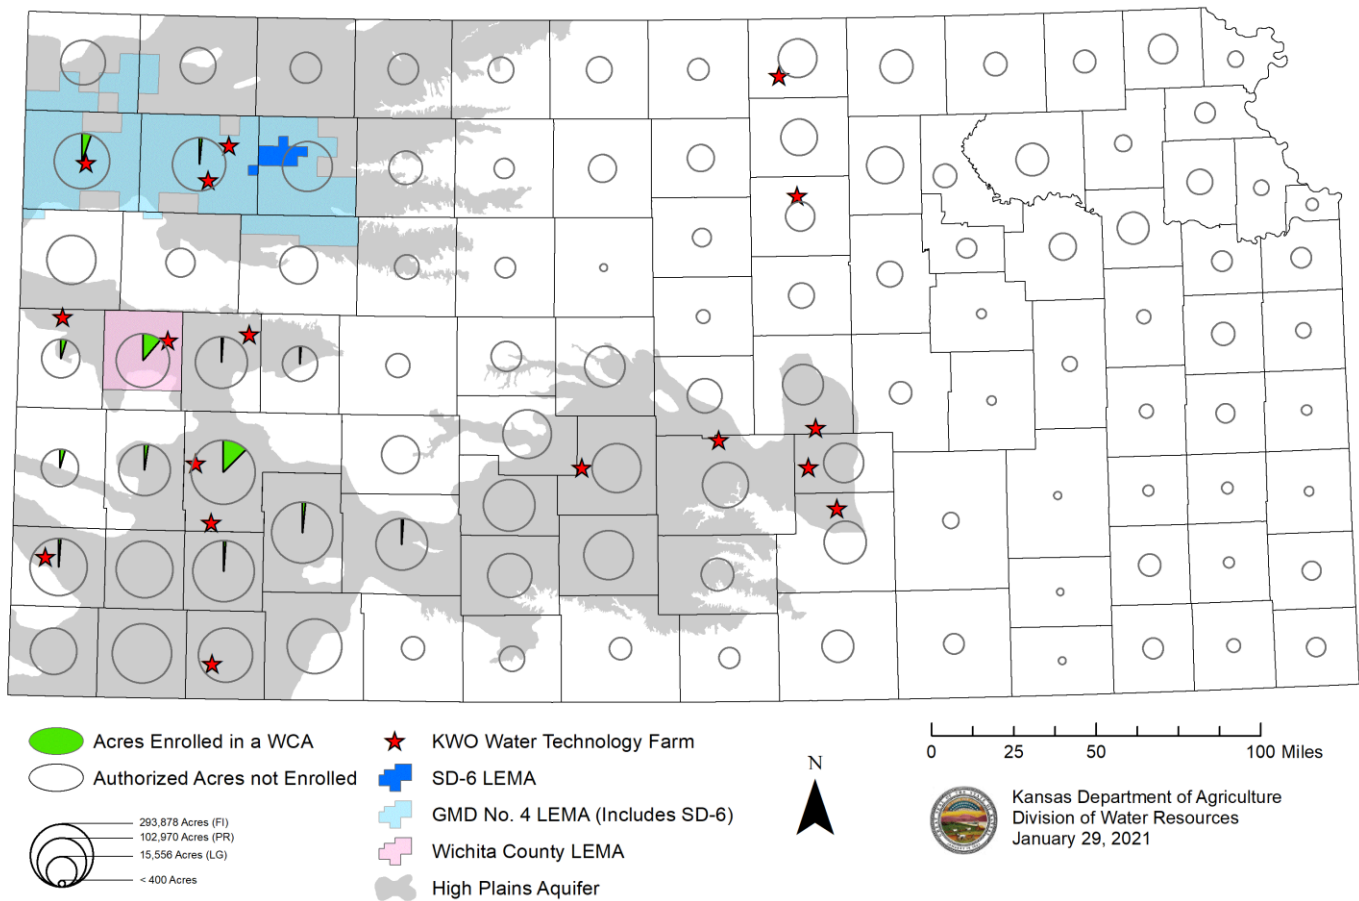 Acres Enrolled in a WCA
Authorized Acres not Enrolled
293,878 Acres (FI)
102,970 Acres (PR)
15,556 Acres (LG)
< 400 Acres
KWO Water Technology Farm
SD-6 LEMA
GMD No. 4 LEMA (Includes SD-6)
Wichita County LEMA
High Plains Aquifer
N
0 25 50 100 Miles
Kansas Department of Agriculture
Division of Water Resources
January 29, 2021